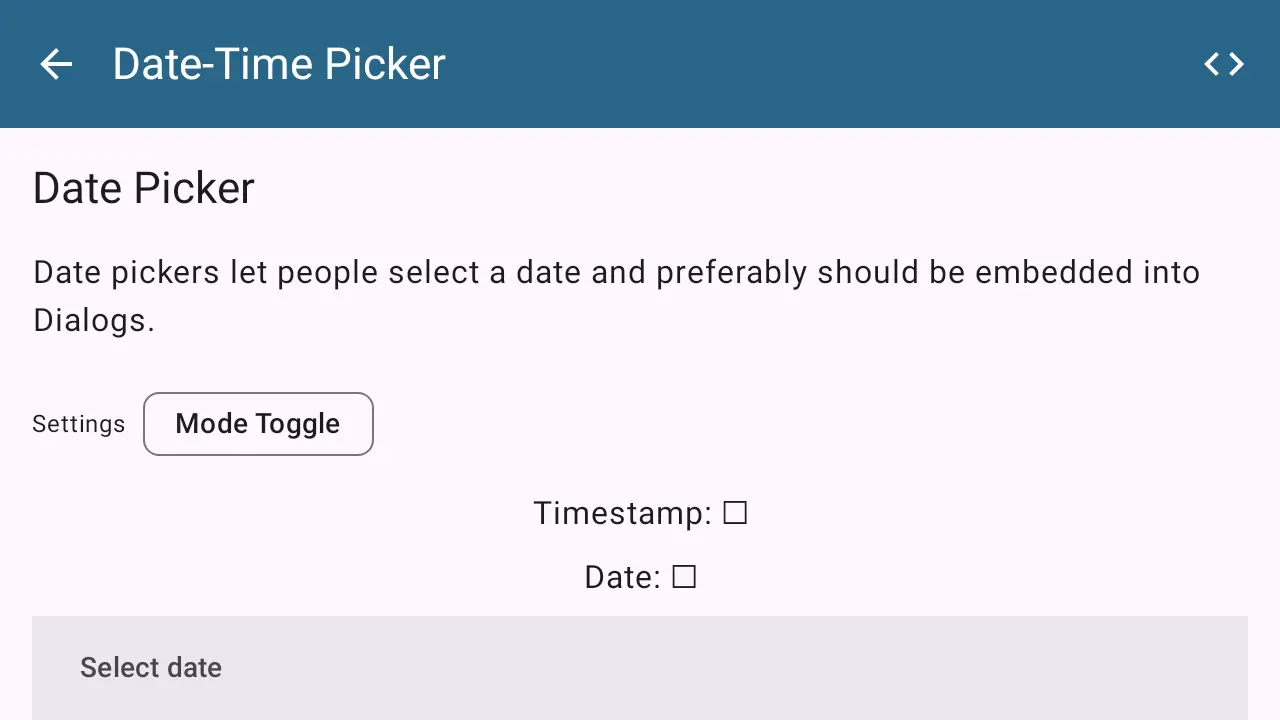 Date-Time Picker
Date Picker
Date pickers let people select a date and preferably should be embedded into
Dialogs.
Settings
Mode Toggle
Timestamp: ☐
Date: ☐
Select date